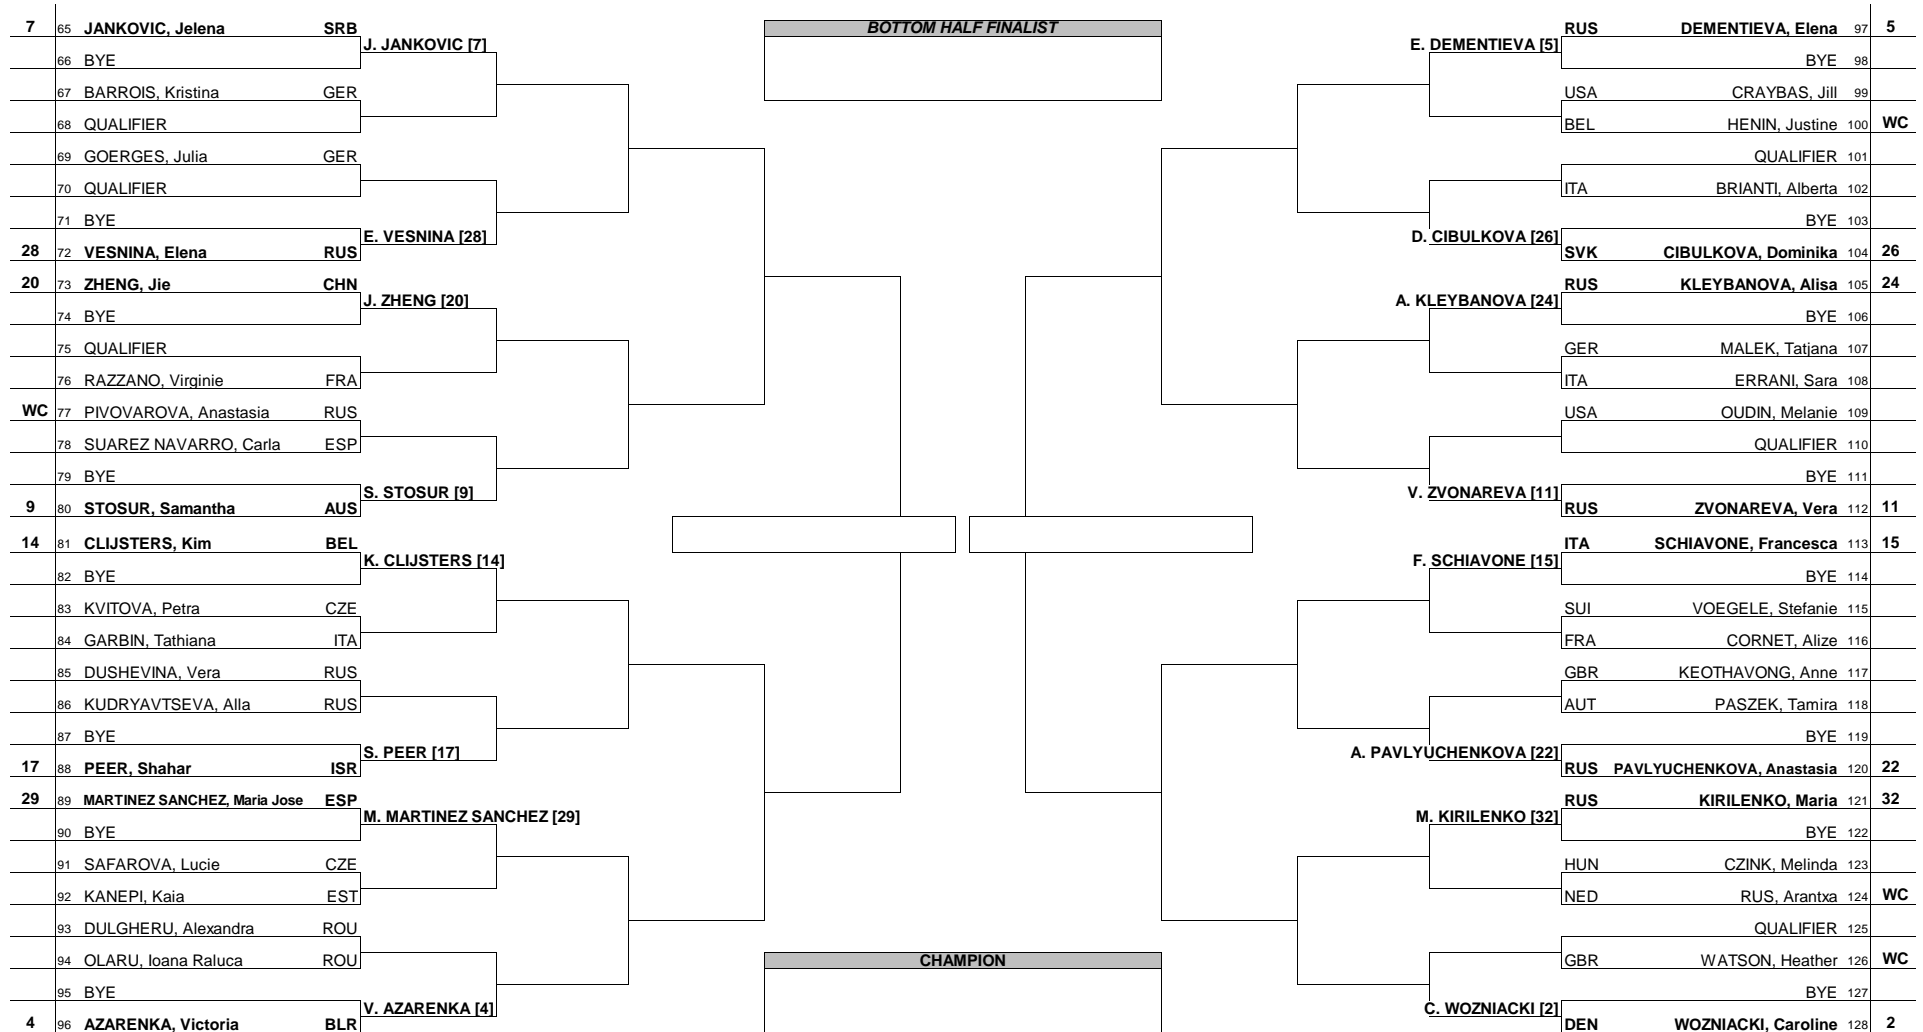 7 65 JANKOVIC, Jelena SRB
J. JANKOVIC [7]
66 BYE
67 BARROIS, Kristina GER
68 QUALIFIER
69 GOERGES, Julia GER
70 QUALIFIER
71 BYE
E. VESNINA [28]
28 72 VESNINA, Elena RUS
20 73 ZHENG, Jie CHN
J. ZHENG [20]
74 BYE
75 QUALIFIER
76 RAZZANO, Virginie FRA
WC 77 PIVOVAROVA, Anastasia RUS
78 SUAREZ NAVARRO, Carla ESP
79 BYE
S. STOSUR [9]
9 80 STOSUR, Samantha AUS
14 81 CLIJSTERS, Kim BEL
K. CLIJSTERS [14]
82 BYE
83 KVITOVA, Petra CZE
84 GARBIN, Tathiana ITA
85 DUSHEVINA, Vera RUS
86 KUDRYAVTSEVA, Alla RUS
87 BYE
S. PEER [17]
17 88 PEER, Shahar ISR
29 89 MARTINEZ SANCHEZ, Maria Jose ESP
M. MARTINEZ SANCHEZ [29]
90 BYE
91 SAFAROVA, Lucie CZE
92 KANEPI, Kaia EST
93 DULGHERU, Alexandra ROU
94 OLARU, Ioana Raluca ROU
95 BYE
V. AZARENKA [4]
4 96 AZARENKA, Victoria BLR
BOTTOM HALF FINALIST
CHAMPION
RUS DEMENTIEVA, Elena 97 5
E. DEMENTIEVA [5]
BYE 98
USA CRAYBAS, Jill 99
BEL HENIN, Justine 100 WC
QUALIFIER 101
ITA BRIANTI, Alberta 102
BYE 103
D. CIBULKOVA [26]
SVK CIBULKOVA, Dominika 104 26
RUS KLEYBANOVA, Alisa 105 24
A. KLEYBANOVA [24]
BYE 106
GER MALEK, Tatjana 107
ITA ERRANI, Sara 108
USA OUDIN, Melanie 109
QUALIFIER 110
BYE 111
V. ZVONAREVA [11]
RUS ZVONAREVA, Vera 112 11
ITA SCHIAVONE, Francesca 113 15
F. SCHIAVONE [15]
BYE 114
SUI VOEGELE, Stefanie 115
FRA CORNET, Alize 116
GBR KEOTHAVONG, Anne 117
AUT PASZEK, Tamira 118
BYE 119
A. PAVLYUCHENKOVA [22]
RUS PAVLYUCHENKOVA, Anastasia 120 22
RUS KIRILENKO, Maria 121 32
M. KIRILENKO [32]
BYE 122
HUN CZINK, Melinda 123
NED RUS, Arantxa 124 WC
QUALIFIER 125
GBR WATSON, Heather 126 WC
BYE 127
C. WOZNIACKI [2]
DEN WOZNIACKI, Caroline 128 2